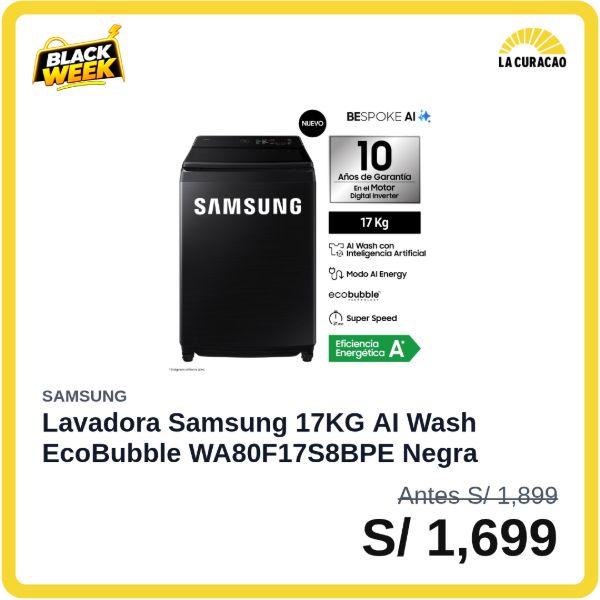 BLACK
WEEK
LA CURACAO
NUEVO
BESPOKE AI
10
Años de Garantía
En el Motor
Digital Inverter
17 Kg
AI Wash con
Inteligencia Artificial
Modo AI Energy
ecobubble™
TECHNOLOGY
Super Speed
Eficiencia
Energética A*
SAMSUNG
SAMSUNG
Lavadora Samsung 17KG AI Wash
EcoBubble WA80F17S8BPE Negra
Antes S/ 1,899
S/ 1,699